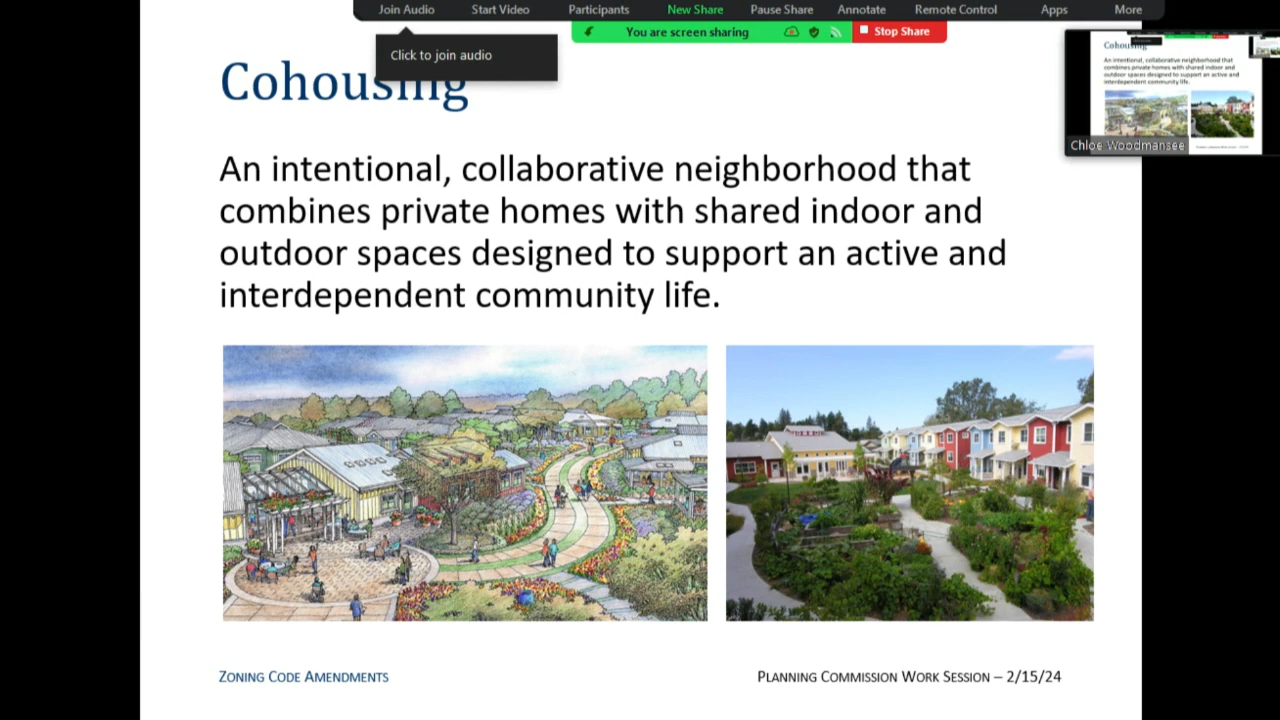 Join Audio
Start Video
Participants
New Share
Pause Share
Annotate
Remote Control
Apps
More
You are screen sharing
Stop Share
Click to join audio
Cohousing
An intentional, collaborative neighborhood that
combines private homes with shared indoor and
outdoor spaces designed to support an active and
interdependent community life.
Cohousing
An intentional, collaborative neighborhood that
combines private homes with shared indoor and
outdoor spaces designed to support an active and
interdependent community life.
Chloe Woodmansee
Zoning Code Amendments
Planning Commission Work Session – 2/15/24